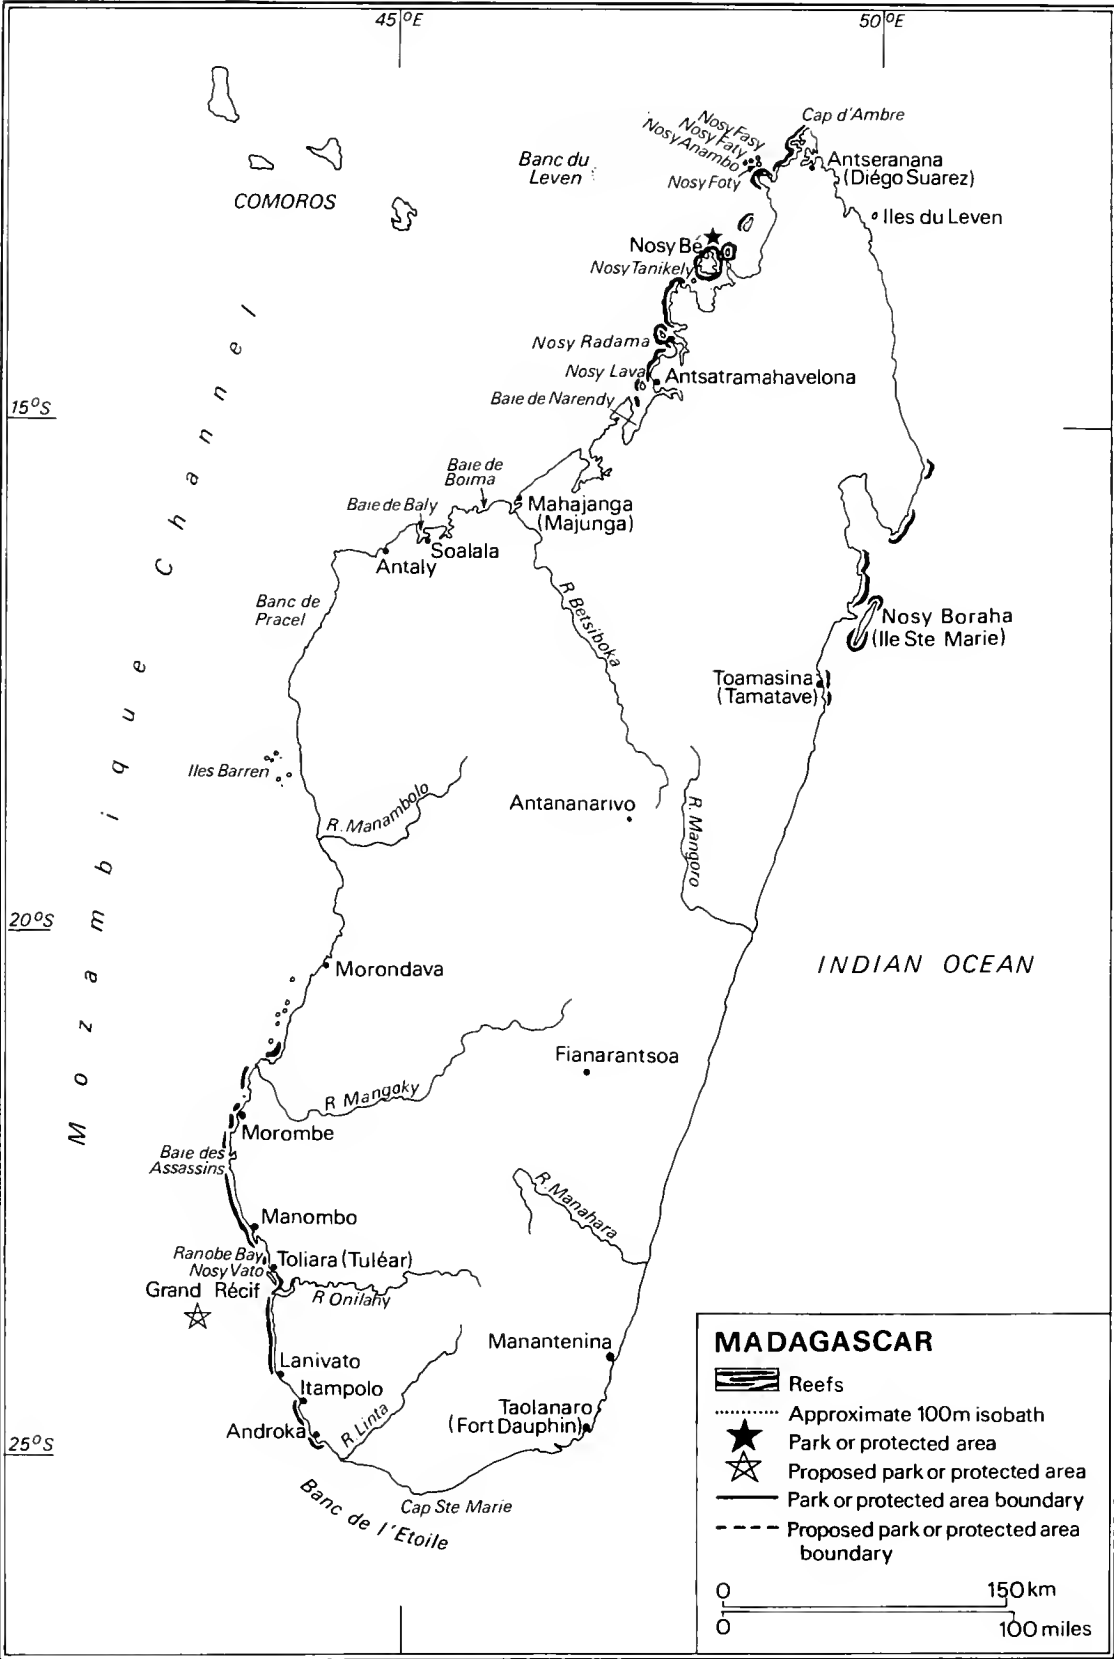 45°E
50°E
Cap d'Ambre
Nosy Fasy
Nosy Faty
Nosy Anambo
Antseranana
(Diégo Suarez)
Banc du
Leven
Nosy Foty
COMOROS
Iles du Leven
Nosy Bé
Nosy Tanikely
Nosy Radama
Nosy Lava
Antsatramahavelona
Baie de Narendy
15°S
Baie de
Boima
Baie de Baly
Mahajanga
(Majunga)
Soalala
Antaly
Mozambique Channel
Banc de
Pracel
R Betsiboka
Nosy Boraha
(Ile Ste Marie)
Toamasina
(Tamatave)
Iles Barren
R. Manambolo
Antananarivo
R. Mangoro
20°S
Morondava
INDIAN OCEAN
Fianarantsoa
R Mangoky
Morombe
Baie des
Assassins
R. Manahara
Manombo
Ranobe Bay
Toliara (Tuléar)
Nosy Vato
Grand Récif
R Onilahy
Manantenina
Lanivato
Itampolo
Taolanaro
(Fort Dauphin)
Androka
R. Linta
25°S
Banc de l'Etoile
Cap Ste Marie
MADAGASCAR
Reefs
Approximate 100m isobath
Park or protected area
Proposed park or protected area
Park or protected area boundary
Proposed park or protected area
boundary
0 150 km
0 100 miles